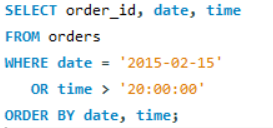 SELECT order_id, date, time
FROM orders
WHERE date = '2015-02-15'
OR time > '20:00:00'
ORDER BY date, time;